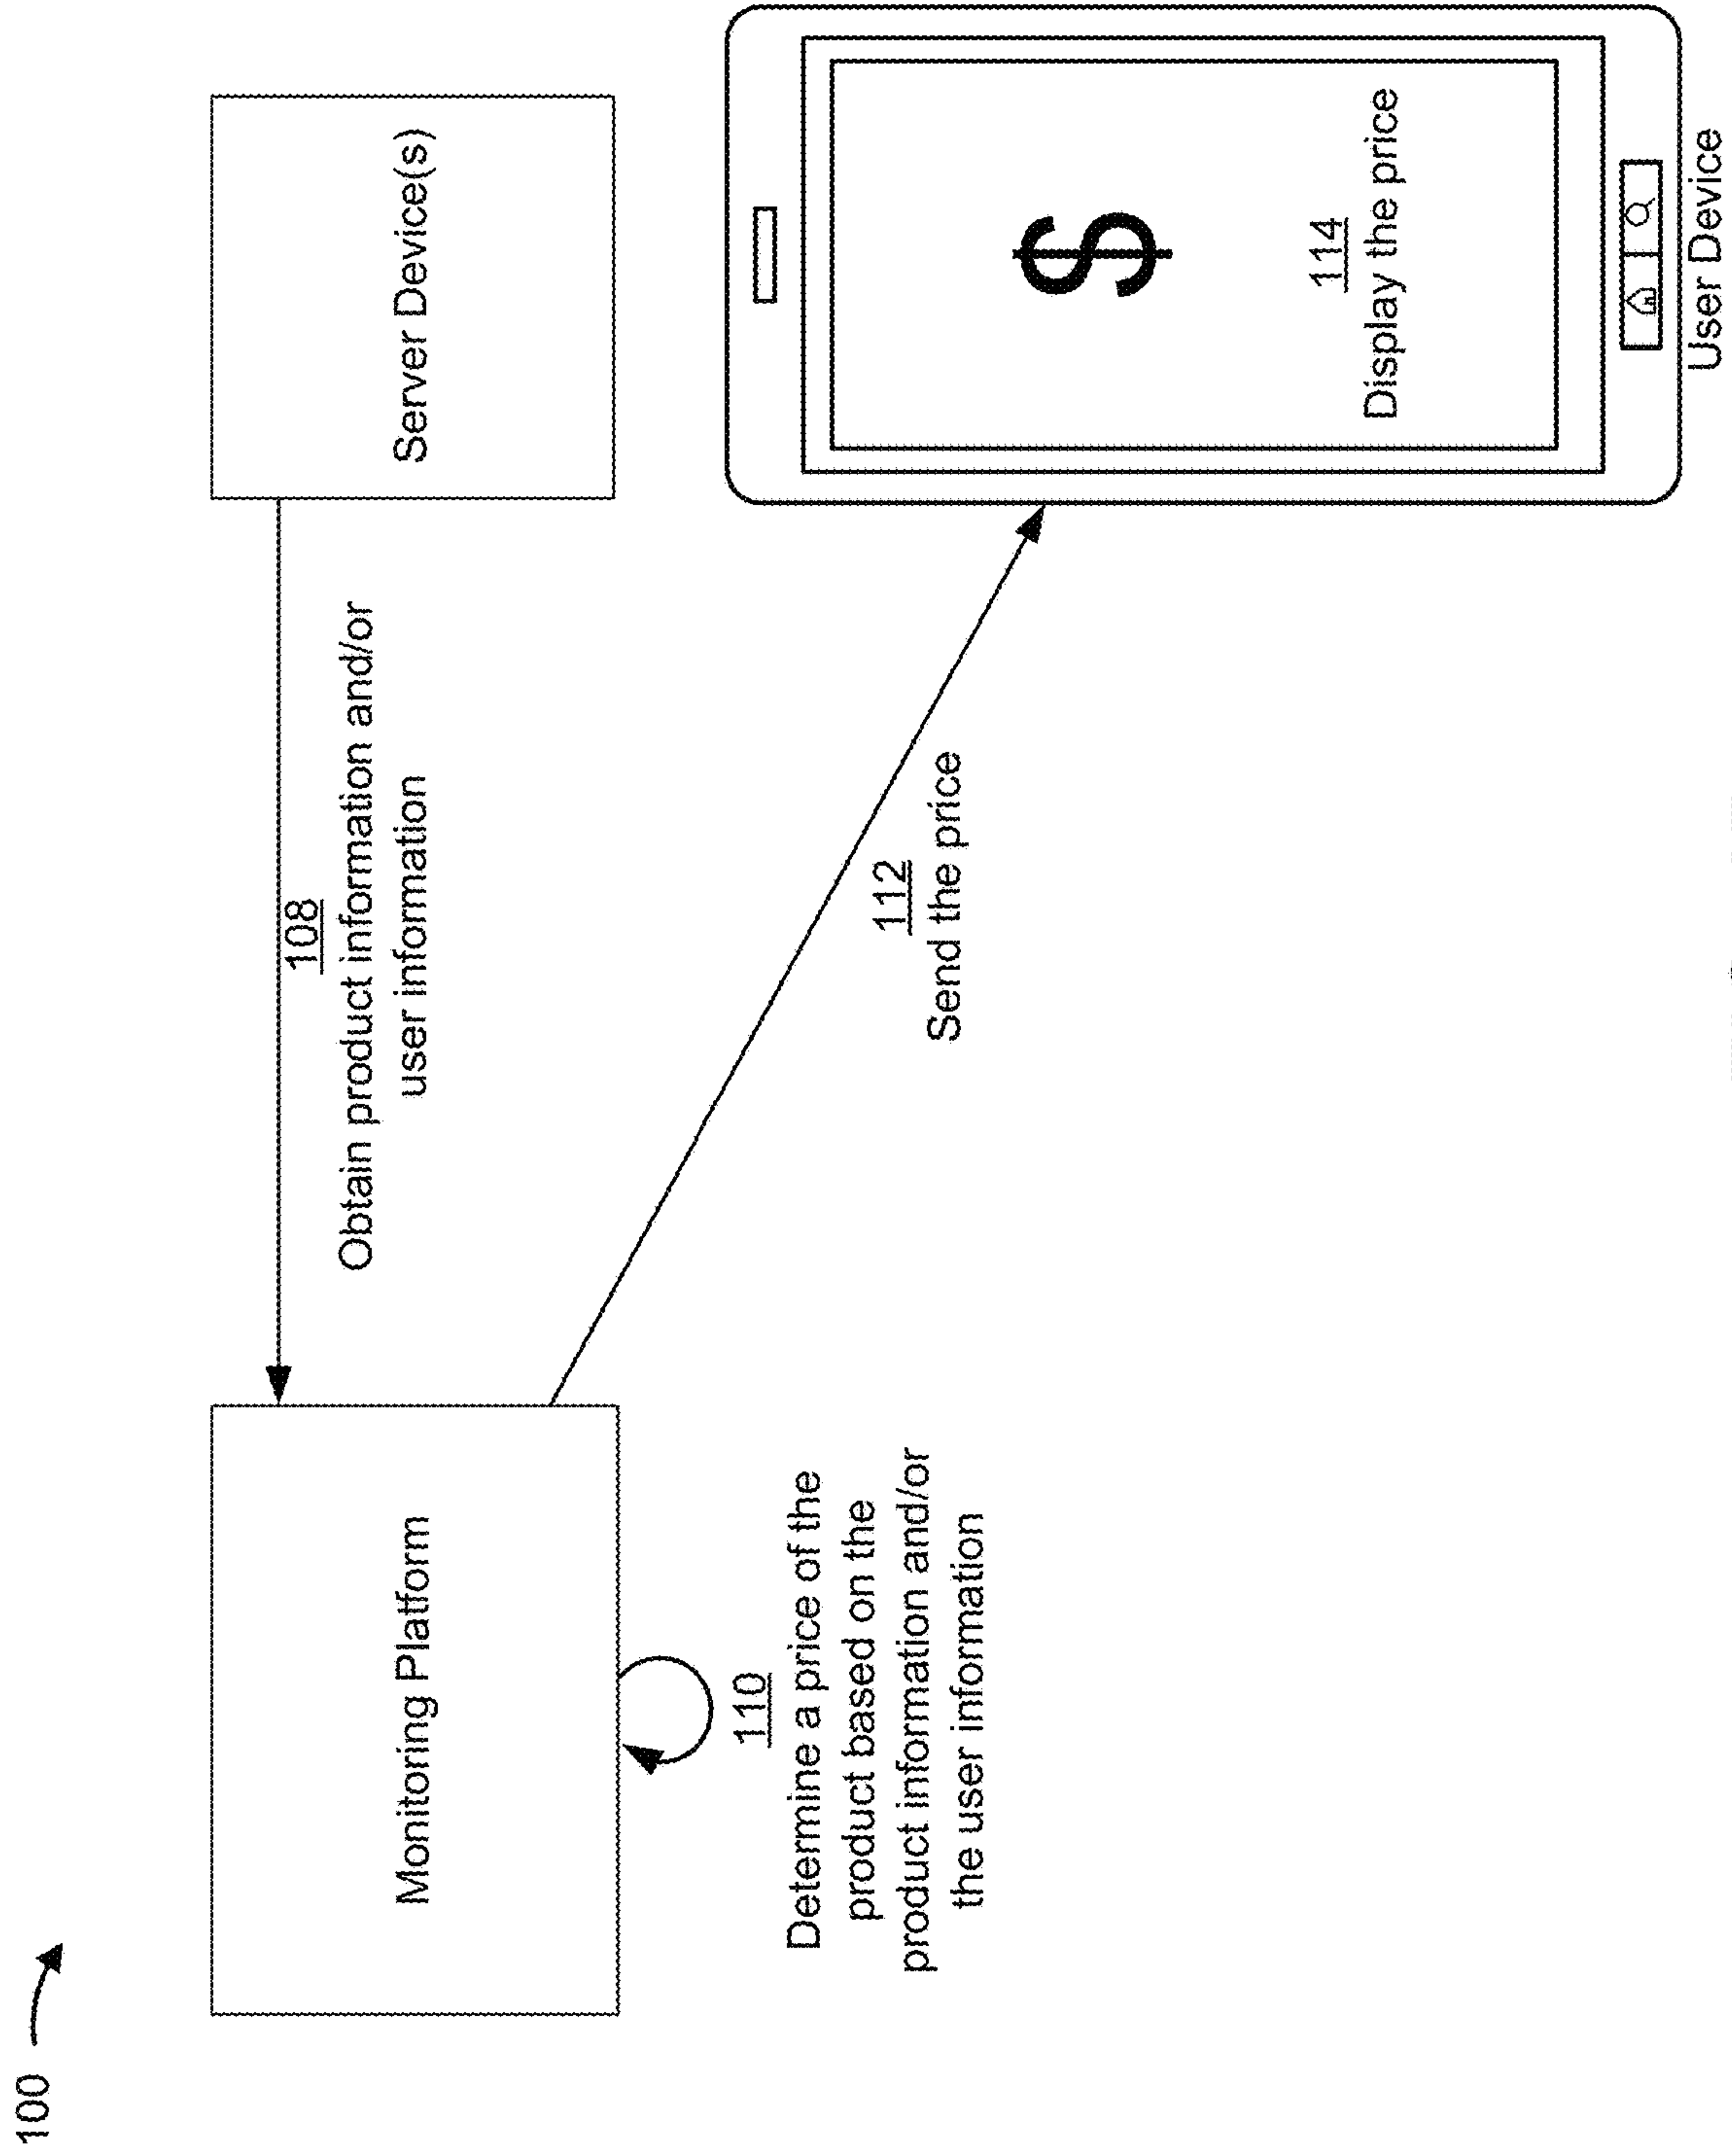 100
Monitoring Platform
Server Device(s)
108
Obtain product information and/or
user information
110
Determine a price of the
product based on the
product information and/or
the user information
112
Send the price
$
114
Display the price
User Device